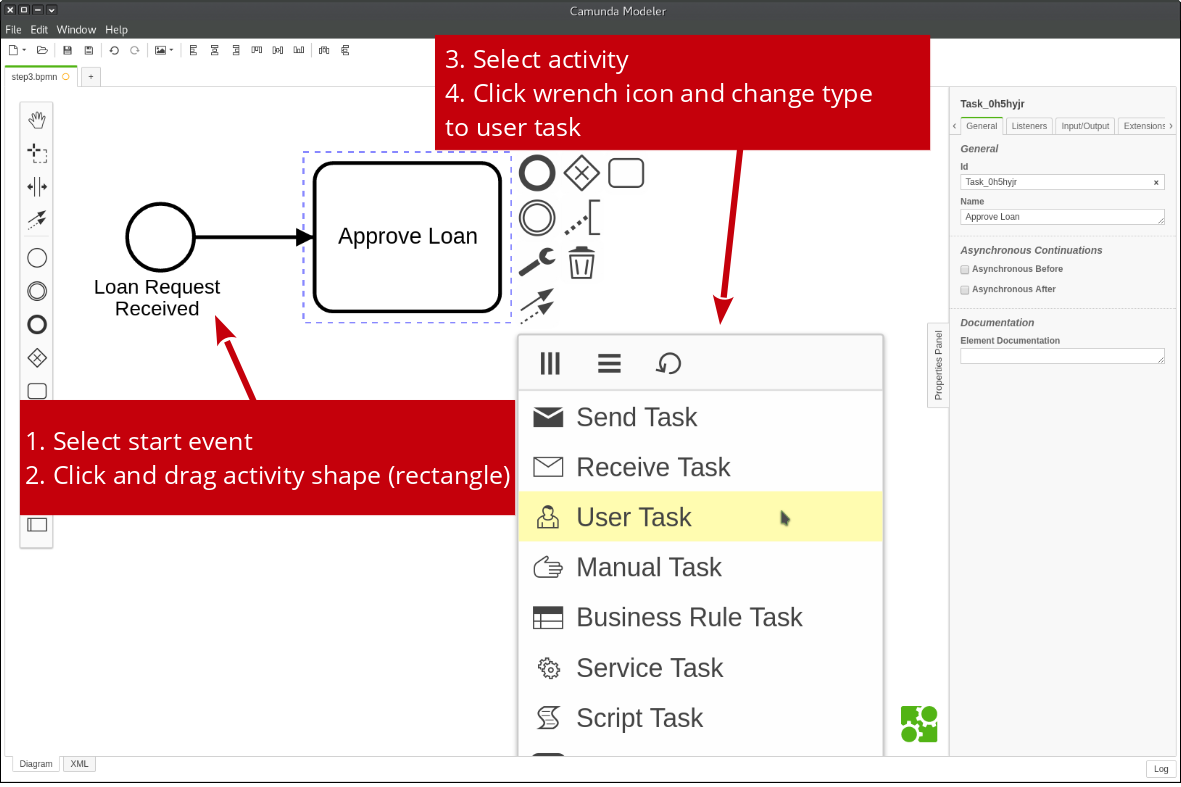 Camunda Modeler
File Edit Window Help
step3.bpmn
+
3. Select activity
4. Click wrench icon and change type
to user task
Approve Loan
Loan Request
Received
1. Select start event
2. Click and drag activity shape (rectangle)
Send Task
Receive Task
User Task
Manual Task
Business Rule Task
Service Task
Script Task
Properties Panel
Task_0h5hyjr
General Listeners Input/Output Extensions
General
Id
Task_0h5hyjr x
Name
Approve Loan
Asynchronous Continuations
Asynchronous Before
Asynchronous After
Documentation
Element Documentation
Diagram XML
Log